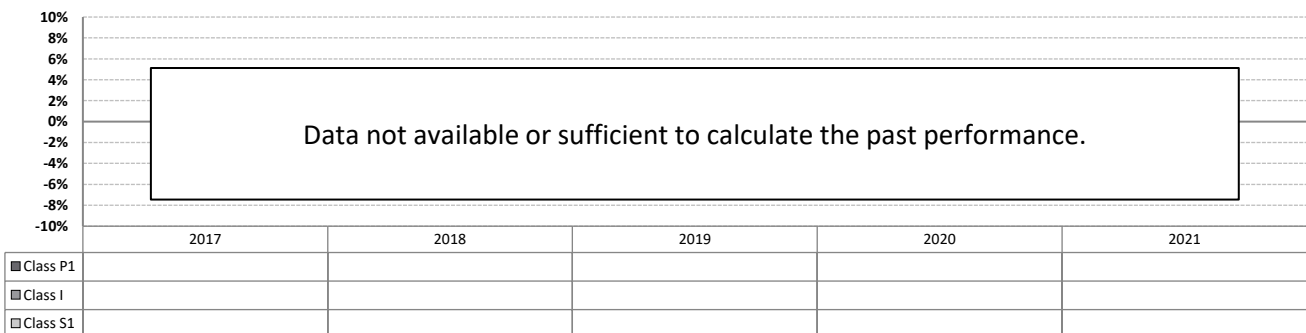 10%
8%
6%
4%
2%
0%
-2%
-4%
-6%
-8%
-10%
Data not available or sufficient to calculate the past performance.
2017 2018 2019 2020 2021
Class P1
Class I
Class S1